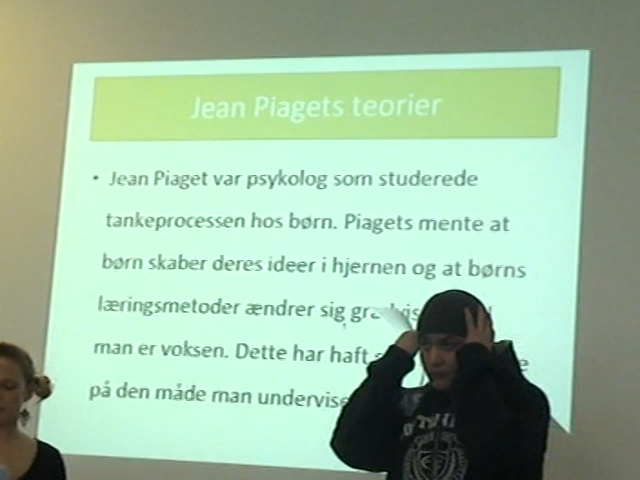 Jean Piagets teorier
• Jean Piaget var psykolog som studerede
tankeprocessen hos børn. Piagets mente at
børn skaber deres ideer i hjernen og at børns
læringsmetoder ændrer sig
man er voksen. Dette har haft
på den måde man undervise